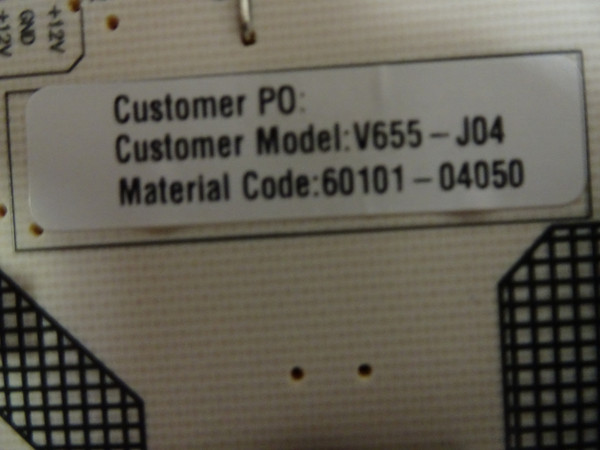 +12V
GND
+12V
Customer PO:
Customer Model:V655-J04
Material Code:60101-04050